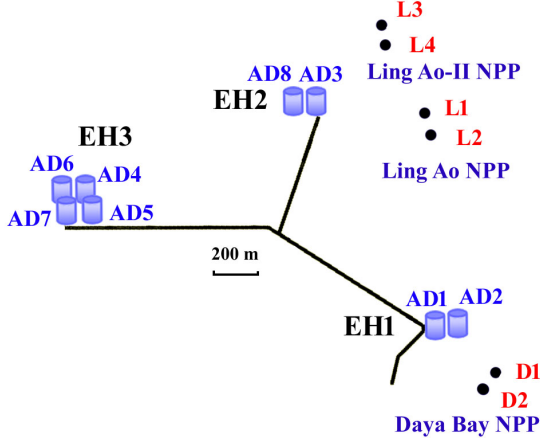 L3
L4
Ling Ao-II NPP
AD8 AD3
EH2
L1
L2
Ling Ao NPP
EH3
AD6 AD4
AD7 AD5
200 m
AD1 AD2
EH1
D1
D2
Daya Bay NPP